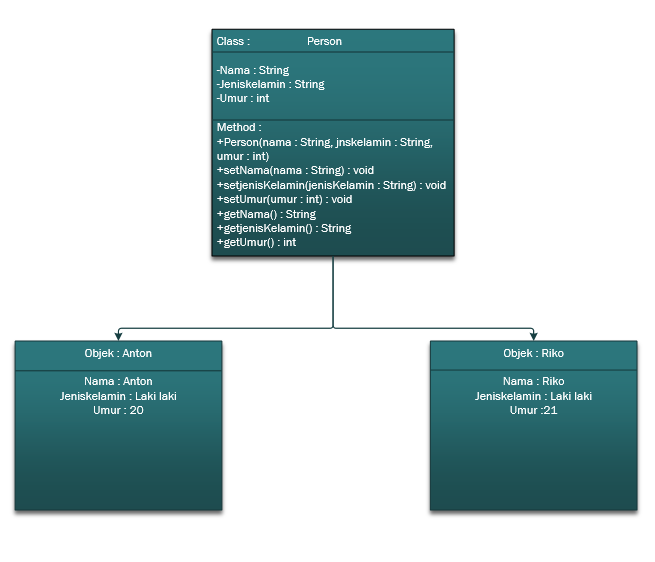 Class : Person
-Nama : String
-Jeniskelamin : String
-Umur : int
Method :
+Person(nama : String, jnskelamin : String,
umur : int)
+setNama(nama : String) : void
+setjenisKelamin(jenisKelamin : String) : void
+setUmur(umur : int) : void
+getNama() : String
+getjenisKelamin() : String
+getUmur() : int
Objek : Anton
Nama : Anton
Jeniskelamin : Laki laki
Umur : 20
Objek : Riko
Nama : Riko
Jeniskelamin : Laki laki
Umur :21